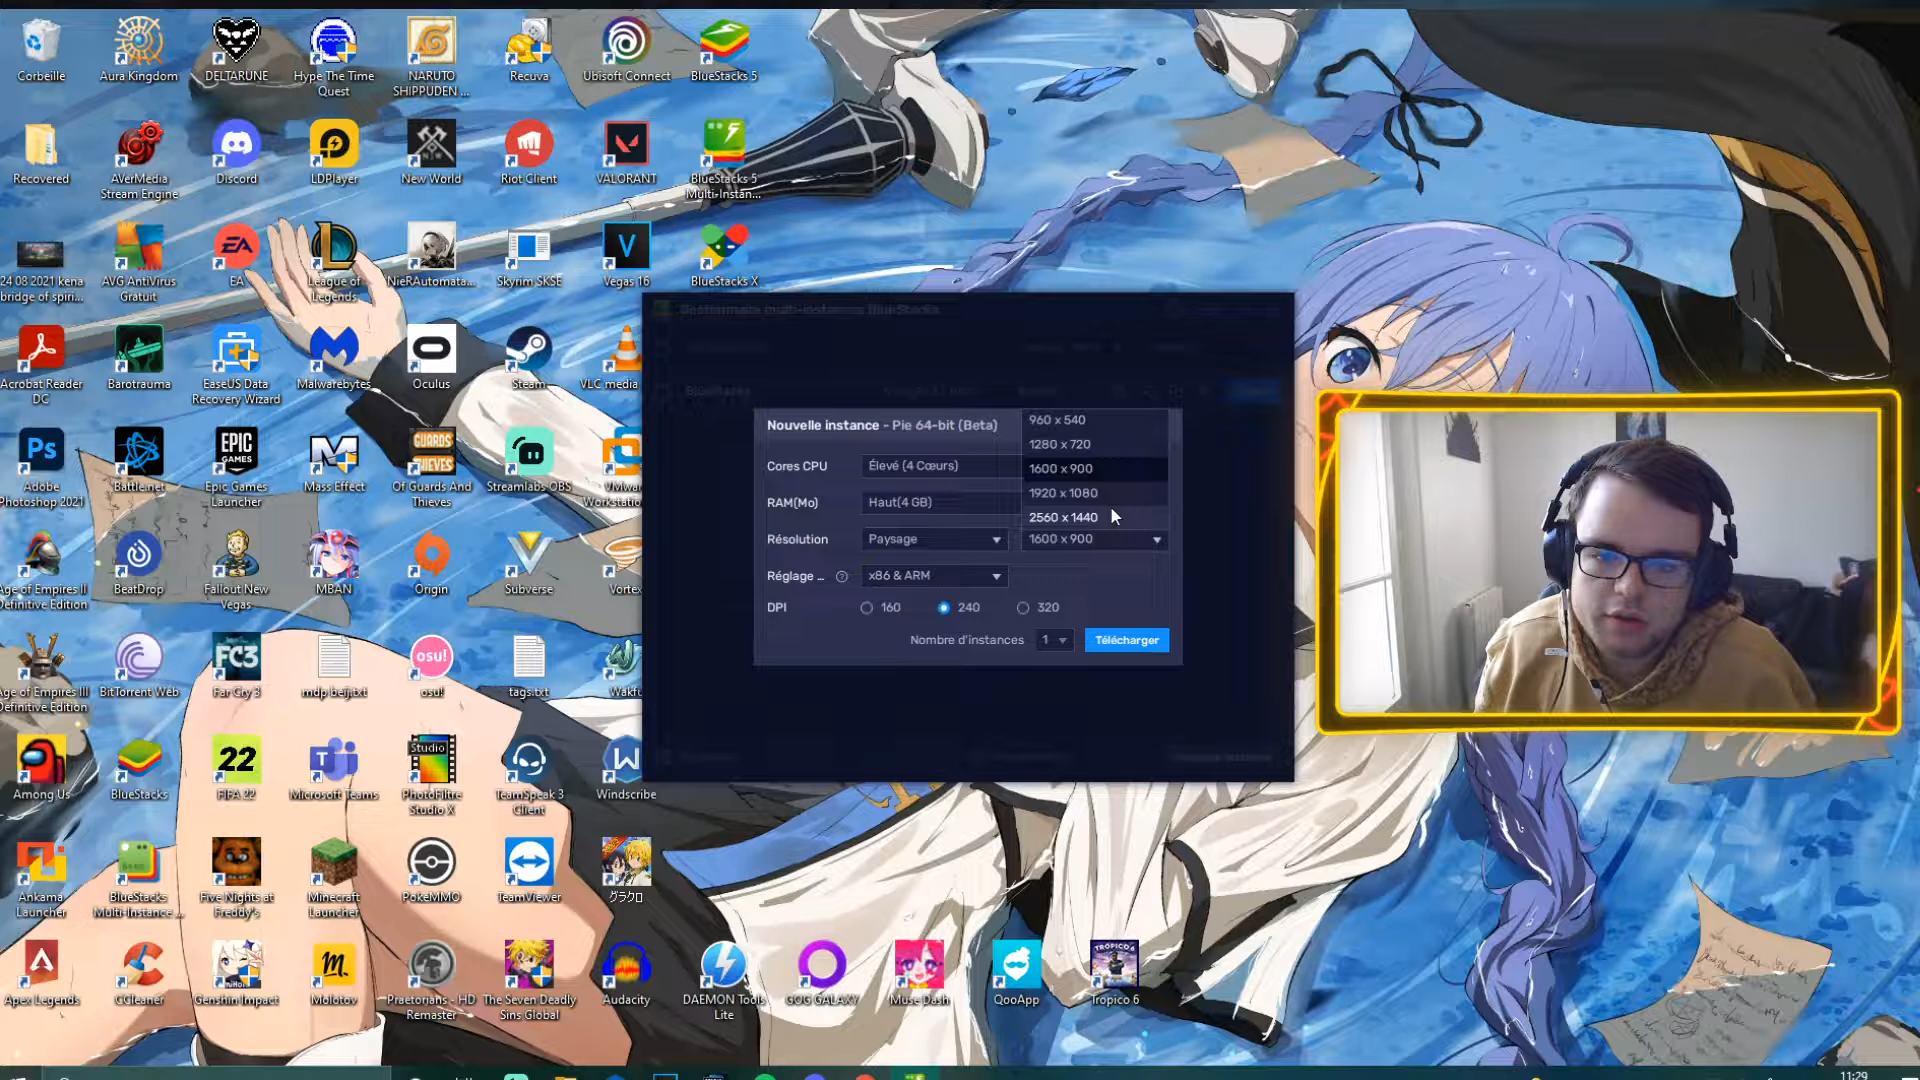 Corbeille
Aura Kingdom
DELTARUNE
Hype The Time
Quest
NARUTO
SHIPPUDEN ...
Recuva
Ubisoft Connect
BlueStacks 5
Recovered
AVerMedia
Stream Engine
Discord
LDPlayer
New World
Riot Client
VALORANT
BlueStacks 5
Multi-Instan...
24 08 2021 kena
bridge of spiri...
AVG AntiVirus
Gratuit
EA
League of
Legends
NieRAutomata...
Skyrim SKSE
Vegas 16
BlueStacks X
Gestionnaire multi-instances BlueStacks
Acrobat Reader
DC
Barotrauma
EaseUS Data
Recovery Wizard
Malwarebytes
Oculus
Steam
VLC media
Adobe
Photoshop 2021
Battle.net
Epic Games
Launcher
Mass Effect
Of Guards And
Thieves
Streamlabs OBS
VMwa
Workstatio
Nouvelle instance - Pie 64-bit (Beta)
960 x 540
1280 x 720
1600 x 900
1920 x 1080
2560 x 1440
Cores CPU
Élevé (4 Cœurs)
RAM(Mo)
Haut(4 GB)
Résolution
Paysage
1600 x 900
Réglage ...
x86 & ARM
DPI
160
240
320
Nombre d'instances
1
Télécharger
Age of Empires II
Definitive Edition
BeatDrop
Fallout New
Vegas
MBAN
Origin
Subverse
Vortex
Age of Empires III
Definitive Edition
BitTorrent Web
Far Cry 3
mdp beij.txt
osu!
tags.txt
Wakfu
Among Us
BlueStacks
FIFA 22
Microsoft Teams
PhotoFiltre
Studio X
TeamSpeak 3
Client
Windscribe
Ankama
Launcher
BlueStacks
Multi-Instance ...
Five Nights at
Freddy's
Minecraft
Launcher
PokeMMO
TeamViewer
グラクロ
Apex Legends
CCleaner
Genshin Impact
Molotov
Praetorians - HD
Remaster
The Seven Deadly
Sins Global
Audacity
DAEMON Tools
Lite
GOG GALAXY
Muse Dash
QooApp
Tropico 6
11:29